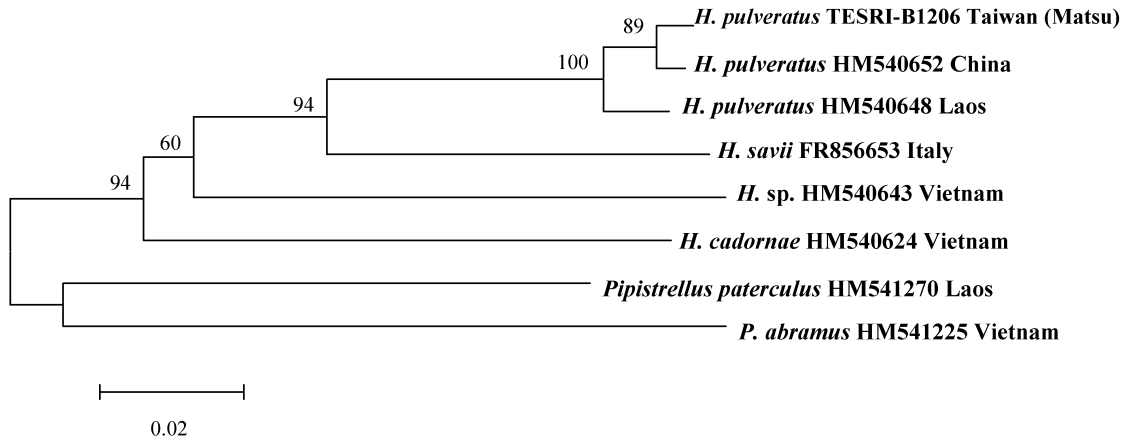 H. pulveratus TESRI-B1206 Taiwan (Matsu)
89
H. pulveratus HM540652 China
100
H. pulveratus HM540648 Laos
94
H. savii FR856653 Italy
60
H. sp. HM540643 Vietnam
94
H. cadornae HM540624 Vietnam
Pipistrellus paterculus HM541270 Laos
P. abramus HM541225 Vietnam
0.02